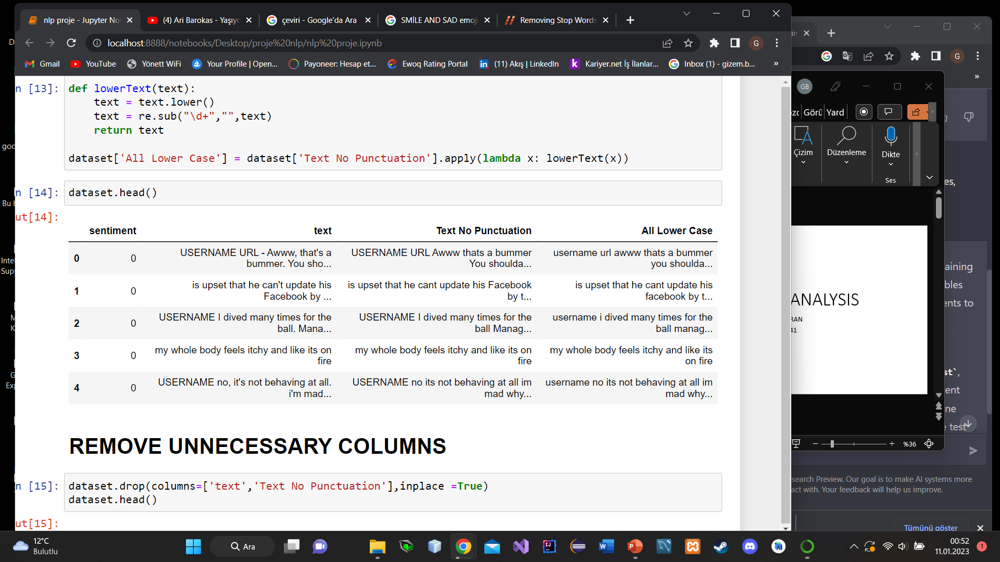 nlp proje - Jupyter Not
(4) Ari Barokas - Yaşıyo
çeviri - Google'da Ara
SMİLE AND SAD emoji
Removing Stop Words
localhost:8888/notebooks/Desktop/proje%20nlp/nlp%20proje.ipynb
G
G
Gmail
YouTube
Yönett WiFi
Your Profile | Open...
Payoneer: Hesap et...
Ewoq Rating Portal
(11) Akış | LinkedIn
Kariyer.net İş İlanlar...
Inbox (1) - gizem.b...
»
»
n [13]:
def lowerText(text):
text = text.lower()
text = re.sub("\d+","",text)
return text
dataset['All Lower Case'] = dataset['Text No Punctuation'].apply(lambda x: lowerText(x))
n [14]:
dataset.head()
ut[14]:
sentiment text Text No Punctuation All Lower Case
0 0 USERNAME URL - Awww, that's a bummer. You sho... USERNAME URL Awww thats a bummer You shoulda... username url awww thats a bummer you shoulda...
1 0 is upset that he can't update his Facebook by ... is upset that he cant update his Facebook by t... is upset that he cant update his facebook by t...
2 0 USERNAME I dived many times for the ball. Mana... USERNAME I dived many times for the ball Manag... username i dived many times for the ball manag...
3 0 my whole body feels itchy and like its on fire my whole body feels itchy and like its on fire my whole body feels itchy and like its on fire
4 0 USERNAME no, it's not behaving at all. i'm mad... USERNAME no its not behaving at all im mad why... username no its not behaving at all im mad why...
REMOVE UNNECESSARY COLUMNS
n [15]:
dataset.drop(columns=['text','Text No Punctuation'],inplace =True)
dataset.head()
ut[15]:
GB
Görü
Yard
Çizim
Düzenleme
Dikte
Ses
ANALYSIS
RAN
41
%36
es,
aining
bles
ents to
st`,
ent
ne
e test
search Preview. Our goal is to make AI systems more
act with. Your feedback will help us improve.
Tümünü göster
D
goo
Bu b
Inte
Sup
M
K
G
Exp
12°C
Bulutlu
Ara
00:52
11.01.2023
1